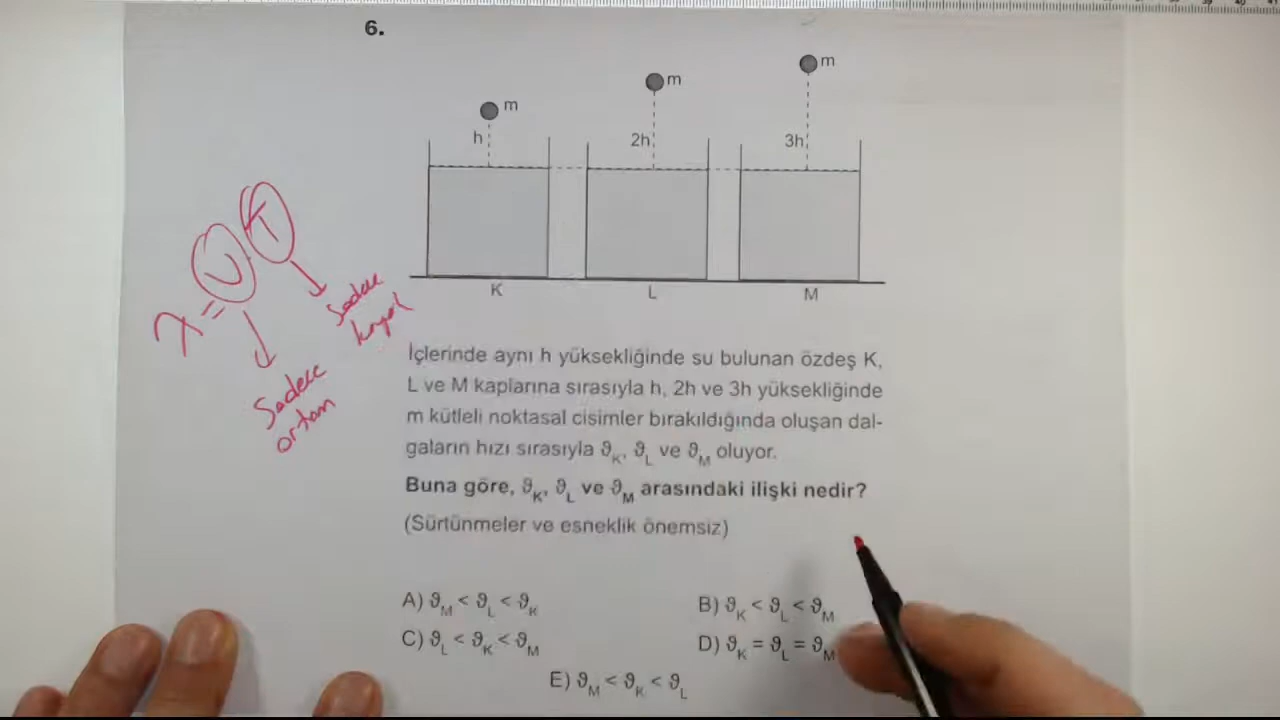 6.
m
m
m
h
2h
3h
K
L
M
λ = υ . T
Sadece
ortam
Sadece
İçlerinde aynı h yüksekliğinde su bulunan özdeş K,
L ve M kaplarına sırasıyla h, 2h ve 3h yüksekliğinde
m kütleli noktasal cisimler bırakıldığında oluşan dal-
gaların hızı sırasıyla ϑK, ϑL ve ϑM oluyor.
Buna göre, ϑK, ϑL ve ϑM arasındaki ilişki nedir?
(Sürtünmeler ve esneklik önemsiz)
A) ϑM < ϑL < ϑK
B) ϑK < ϑL < ϑM
C) ϑL < ϑK < ϑM
D) ϑK = ϑL = ϑM
E) ϑM < ϑK < ϑL